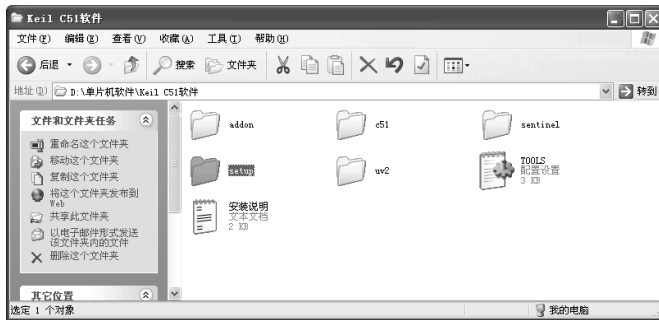 Keil C51软件
文件(F) 编辑(E) 查看(V) 收藏(A) 工具(T) 帮助(H)
后退 搜索 文件夹
地址(D) D:\单片机软件\Keil C51软件 转到
文件和文件夹任务
重命名这个文件夹
移动这个文件夹
复制这个文件夹
将这个文件夹发布到
Web
共享此文件夹
以电子邮件形式发送
该文件夹内的文件
删除这个文件夹
其它位置
addon c51 sentinel
setup uv2 TOOLS
配置设置
3 KB
安装说明
文本文档
2 KB
选定 1 个对象 我的电脑